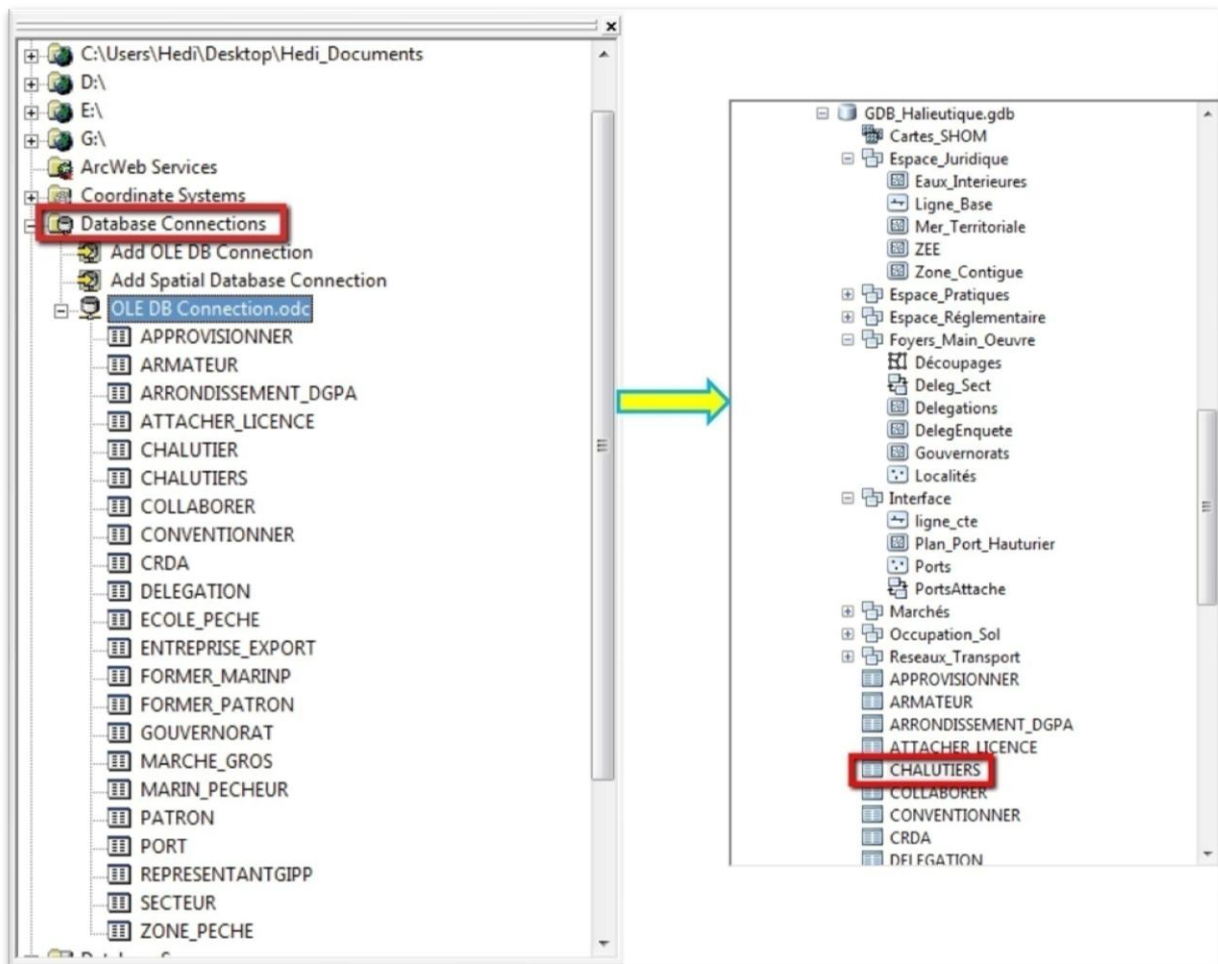 C:\Users\Hedi\Desktop\Hedi_Documents
D:\
E:\
G:\
ArcWeb Services
Coordinate Systems
Database Connections
Add OLE DB Connection
Add Spatial Database Connection
OLE DB Connection.odc
APPROVISIONNER
ARMATEUR
ARRONDISSEMENT_DGPA
ATTACHER_LICENCE
CHALUTIER
CHALUTIERS
COLLABORER
CONVENTIONNER
CRDA
DELEGATION
ECOLE_PECHE
ENTREPRISE_EXPORT
FORMER_MARINP
FORMER_PATRON
GOUVERNORAT
MARCHE_GROS
MARIN_PECHEUR
PATRON
PORT
REPRESENTANTGIPP
SECTEUR
ZONE_PECHE
GDB_Halieutique.gdb
Cartes_SHOM
Espace_Juridique
Eaux_Interieures
Ligne_Base
Mer_Territoriale
ZEE
Zone_Contigue
Espace_Pratiques
Espace_Réglementaire
Foyers_Main_Oeuvre
Découpages
Deleg_Sect
Delegations
DelegEnquete
Gouvernorats
Localités
Interface
ligne_cte
Plan_Port_Hauturier
Ports
PortsAttache
Marchés
Occupation_Sol
Reseaux_Transport
APPROVISIONNER
ARMATEUR
ARRONDISSEMENT_DGPA
ATTACHER_LICENCE
CHALUTIERS
COLLABORER
CONVENTIONNER
CRDA
DELEGATION